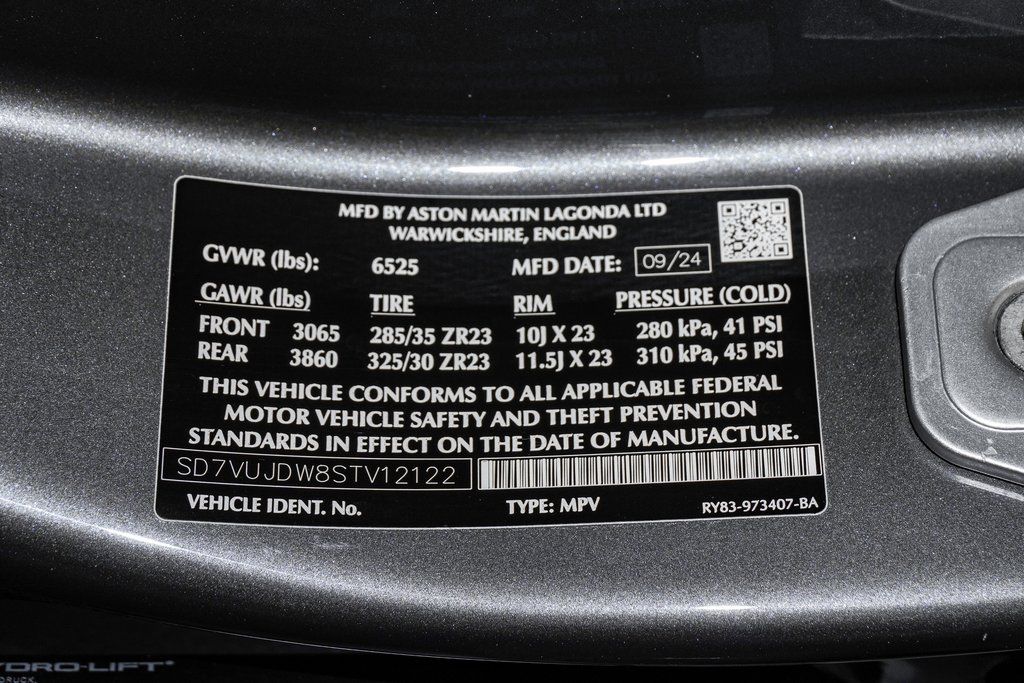 MFD BY ASTON MARTIN LAGONDA LTD
WARWICKSHIRE, ENGLAND
GVWR (lbs): 6525 MFD DATE: 09/24
GAWR (lbs) TIRE RIM PRESSURE (COLD)
FRONT 3065 285/35 ZR23 10J X 23 280 kPa, 41 PSI
REAR 3860 325/30 ZR23 11.5J X 23 310 kPa, 45 PSI
THIS VEHICLE CONFORMS TO ALL APPLICABLE FEDERAL
MOTOR VEHICLE SAFETY AND THEFT PREVENTION
STANDARDS IN EFFECT ON THE DATE OF MANUFACTURE.
SD7VUJDW8STV12122
VEHICLE IDENT. No. TYPE: MPV RY83-973407-BA
YDRO-LIFT
DRUCK.